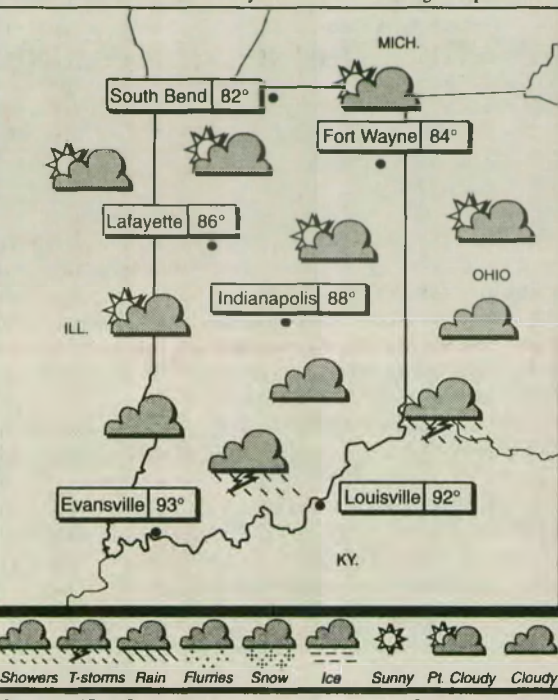 MICH.
South Bend 82°
Fort Wayne 84°
Lafayette 86°
OHIO
Indianapolis 88°
ILL.
Evansville 93°
Louisville 92°
KY.
Showers T-storms Rain Flurries Snow Ice Sunny Pt. Cloudy Cloudy